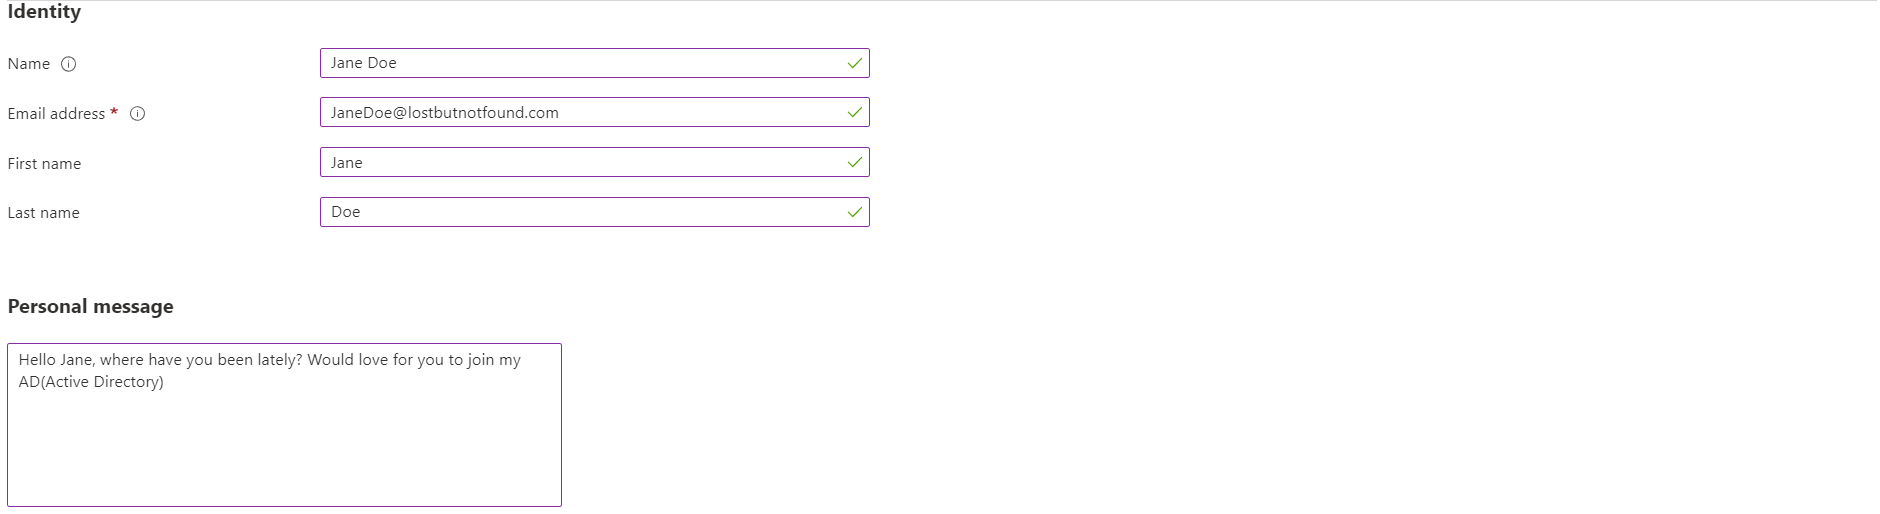 Identity
Name
Jane Doe
Email address *
JaneDoe@lostbutnotfound.com
First name
Jane
Last name
Doe
Personal message
Hello Jane, where have you been lately? Would love for you to join my
AD(Active Directory)